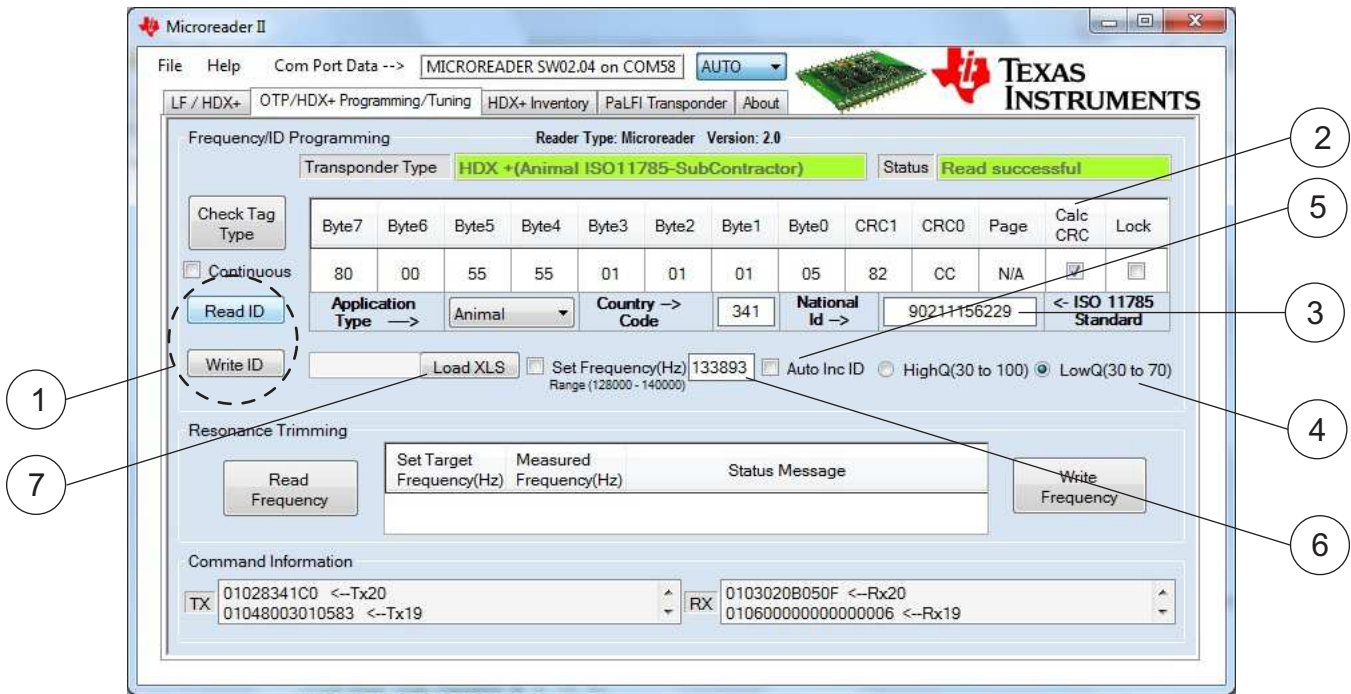 Microreader II
File Help Com Port Data --> MICROREADER SW02.04 on COM58 AUTO
TEXAS
INSTRUMENTS
LF / HDX+ OTP/HDX+ Programming/Tuning HDX+ Inventory PaLFI Transponder About
Frequency/ID Programming Reader Type: Microreader Version: 2.0
Transponder Type HDX +(Animal ISO11785-SubContractor) Status Read successful
Check Tag
Type
Byte7 Byte6 Byte5 Byte4 Byte3 Byte2 Byte1 Byte0 CRC1 CRC0 Page Calc CRC Lock
Continuous 80 00 55 55 01 01 01 05 82 CC N/A
Read ID
Application
Type --->
Animal
Country -->
Code
341
National
Id -->
90211156229
<- ISO 11785
Standard
Write ID Load XLS Set Frequency(Hz) 133893 Auto Inc ID HighQ(30 to 100) LowQ(30 to 70)
Range (128000 - 140000)
Resonance Trimming
Read
Frequency
Set Target
Frequency(Hz)
Measured
Frequency(Hz)
Status Message
Write
Frequency
Command Information
TX
01028341C0 <--Tx20
01048003010583 <--Tx19
RX
0103020B050F <--Rx20
010600000000000006 <--Rx19
1
7
2
5
3
4
6